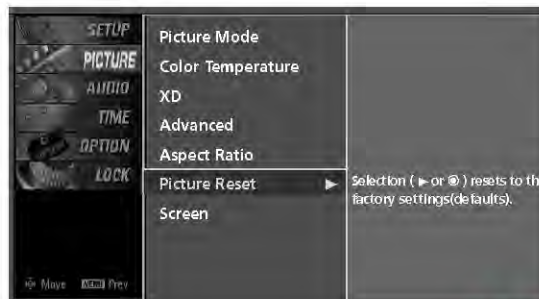 SETUP
PICTURE
AUDIO
TIME
OPTION
LOCK
Move MENU Prev
Picture Mode
Color Temperature
XD
Advanced
Aspect Ratio
Picture Reset ▶
Screen
Selection ( ▶ or ◉ ) resets to th
factory settings(defaults).